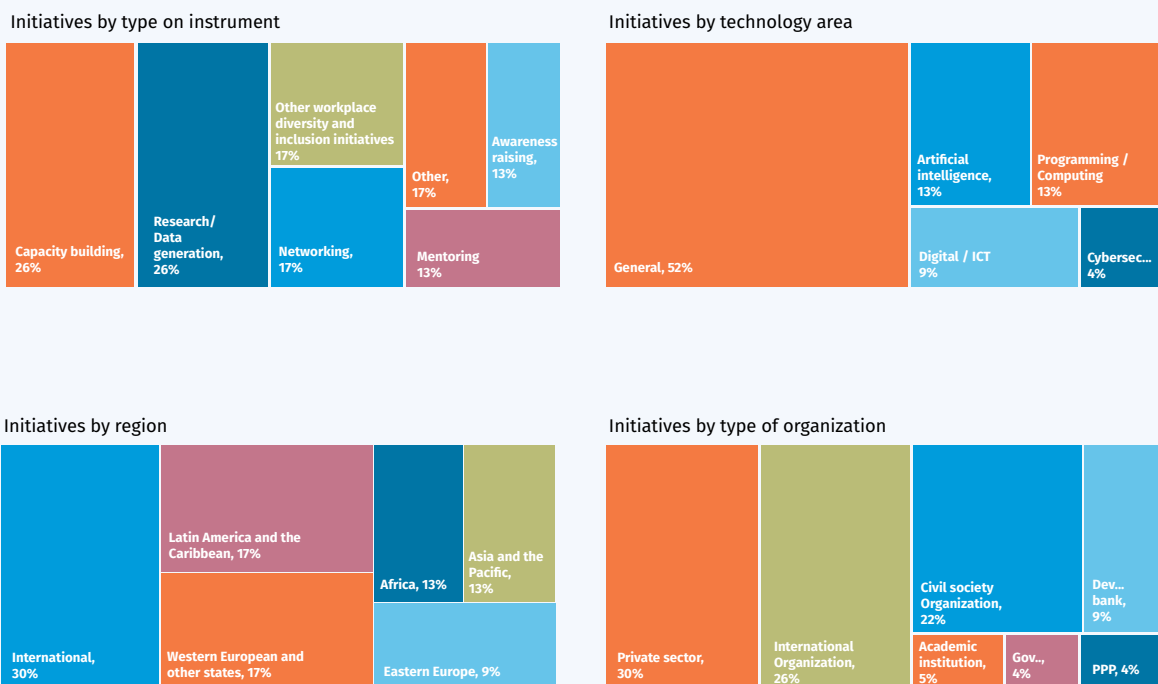 Initiatives by type on instrument
Capacity building,
26%
Research/
Data
generation,
26%
Other workplace
diversity and
inclusion initiatives
17%
Networking,
17%
Other,
17%
Awareness
raising,
13%
Mentoring
13%
Initiatives by technology area
General, 52%
Artificial
intelligence,
13%
Programming /
Computing
13%
Digital / ICT
9%
Cybersec...
4%
Initiatives by region
International,
30%
Latin America and the
Caribbean, 17%
Western European and
other states, 17%
Africa, 13%
Asia and the
Pacific,
13%
Eastern Europe, 9%
Initiatives by type of organization
Private sector,
30%
International
Organization,
26%
Civil society
Organization,
22%
Dev...
bank,
9%
Academic
institution,
5%
Gov..,
4%
PPP, 4%